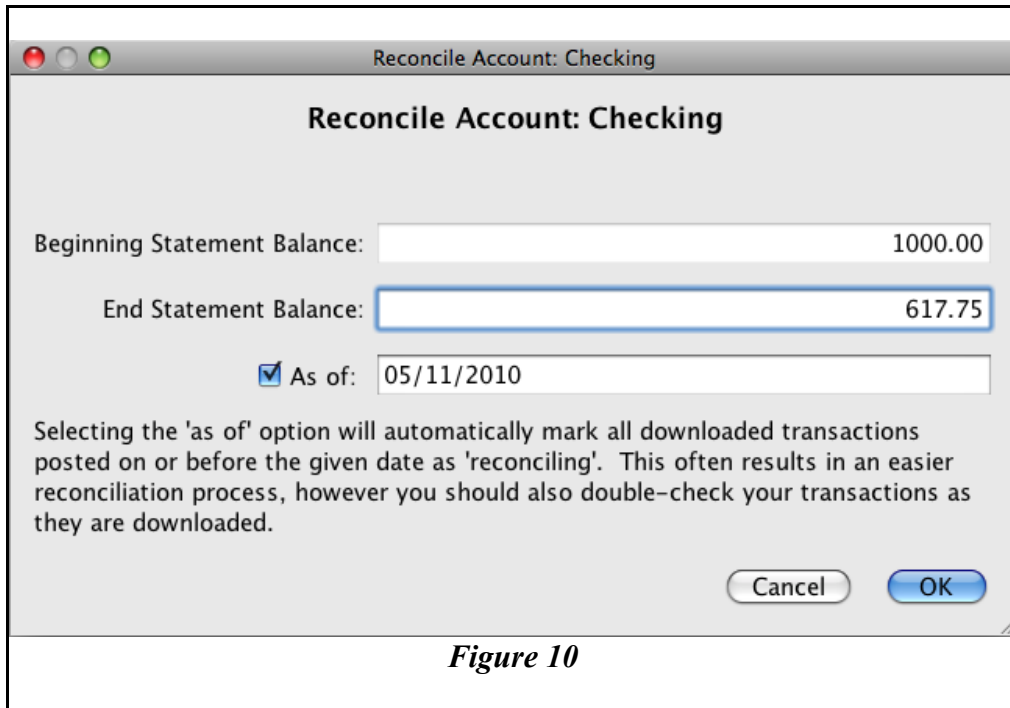 Reconcile Account: Checking
Reconcile Account: Checking
Beginning Statement Balance: 1000.00
End Statement Balance: 617.75
As of: 05/11/2010
Selecting the 'as of' option will automatically mark all downloaded transactions
posted on or before the given date as 'reconciling'.  This often results in an easier
reconciliation process, however you should also double-check your transactions as
they are downloaded.
Cancel OK
Figure 10